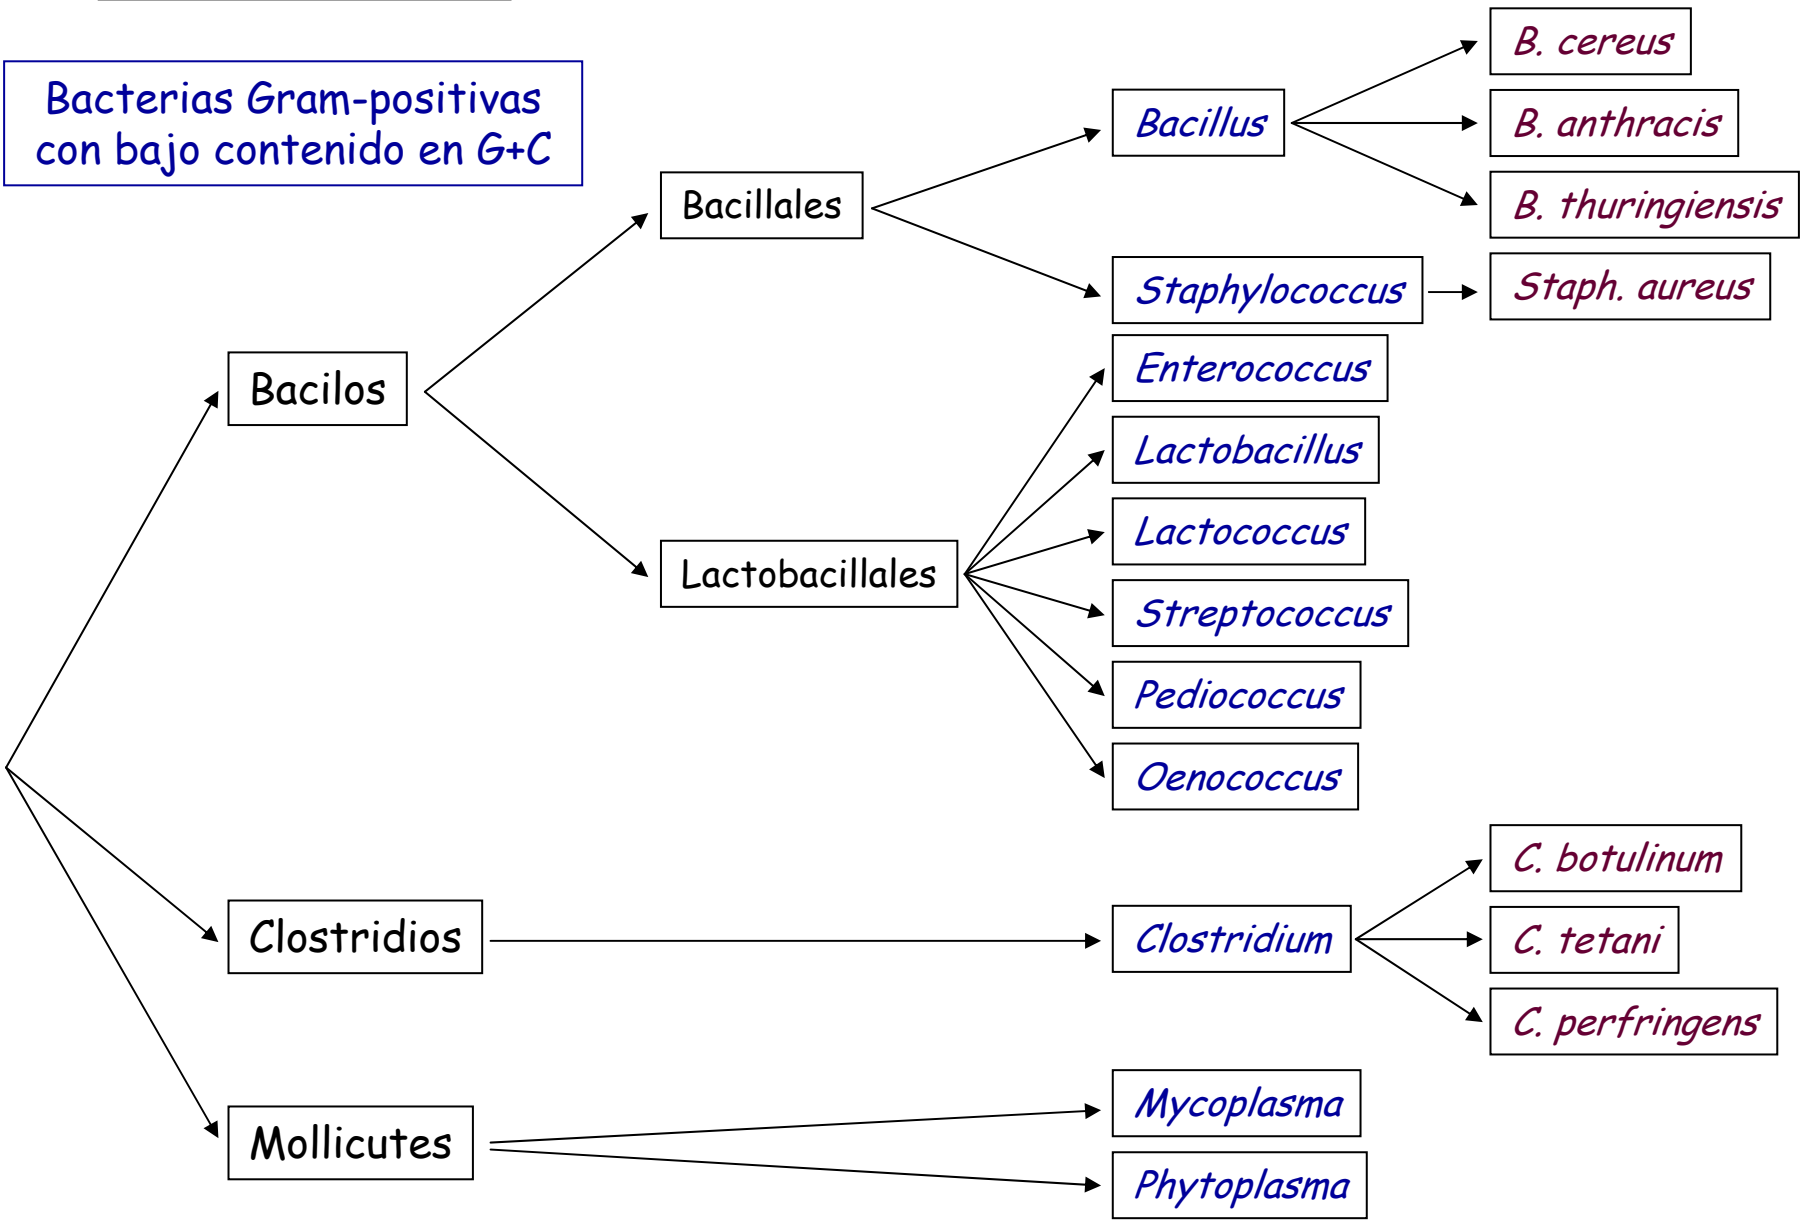 Bacterias Gram-positivas
con bajo contenido en G+C
Bacilos
Bacillales
Bacillus
B. cereus
B. anthracis
B. thuringiensis
Staphylococcus
Staph. aureus
Lactobacillales
Enterococcus
Lactobacillus
Lactococcus
Streptococcus
Pediococcus
Oenococcus
Clostridios
Clostridium
C. botulinum
C. tetani
C. perfringens
Mollicutes
Mycoplasma
Phytoplasma